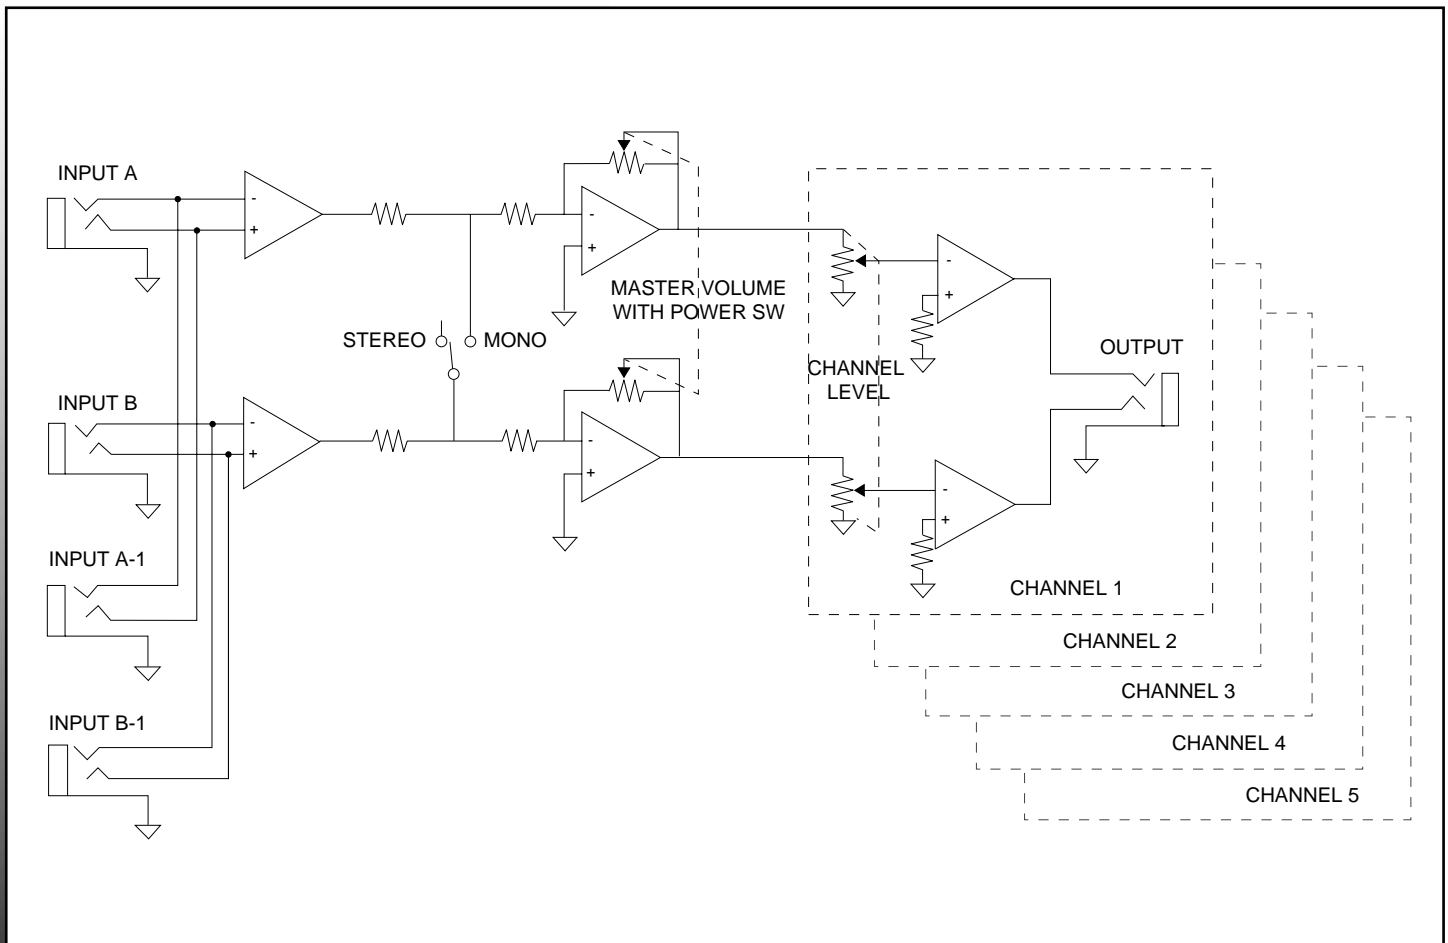 INPUT A
-
+
-
+
MASTER VOLUME
WITH POWER SW
STEREO
MONO
INPUT B
-
+
-
+
INPUT A-1
INPUT B-1
-
+
CHANNEL
LEVEL
-
+
OUTPUT
CHANNEL 1
CHANNEL 2
CHANNEL 3
CHANNEL 4
CHANNEL 5